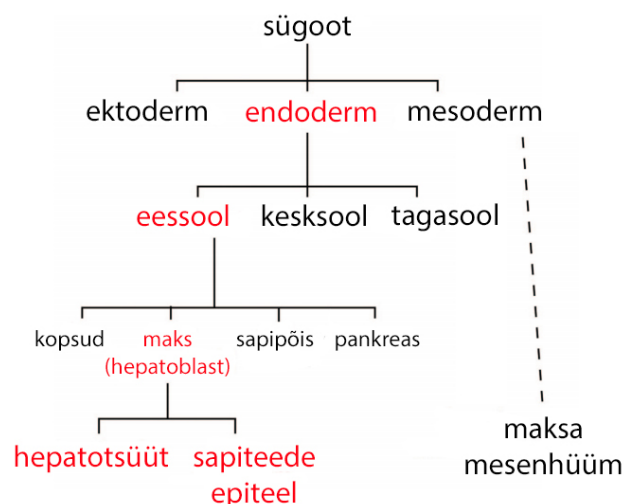 sügoot
ektoderm endoderm mesoderm
eessool kesksool tagasool
kopsud maks sapipõis pankreas
(hepatoblast)
hepatotsüüt sapiteede
epiteel
maksa
mesenhüüm